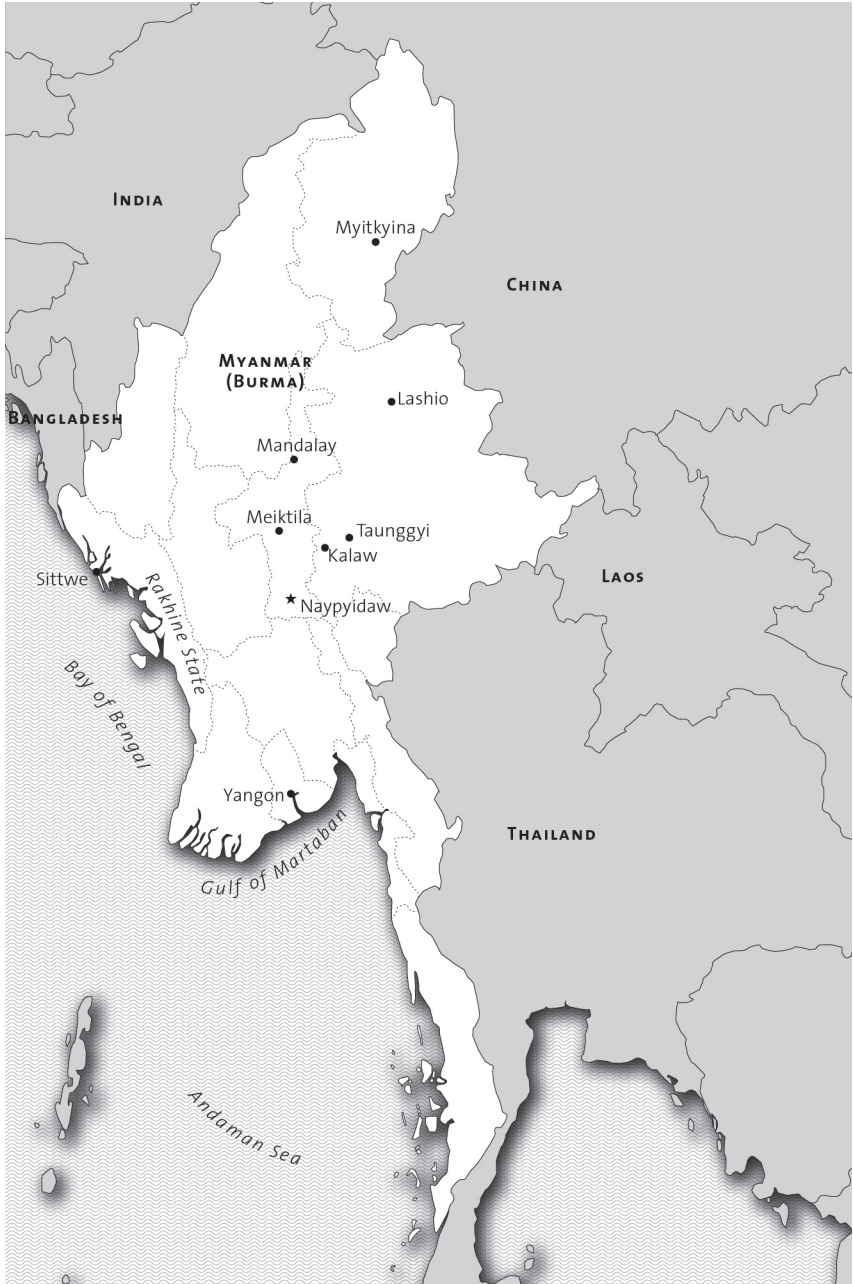 INDIA
Myitkyina
CHINA
MYANMAR
(BURMA)
Lashio
BANGLADESH
Mandalay
Meiktila
Taunggyi
Kalaw
Sittwe
LAOS
Rakhine State
Naypyidaw
Bay of Bengal
Yangon
THAILAND
Gulf of Martaban
Andaman Sea